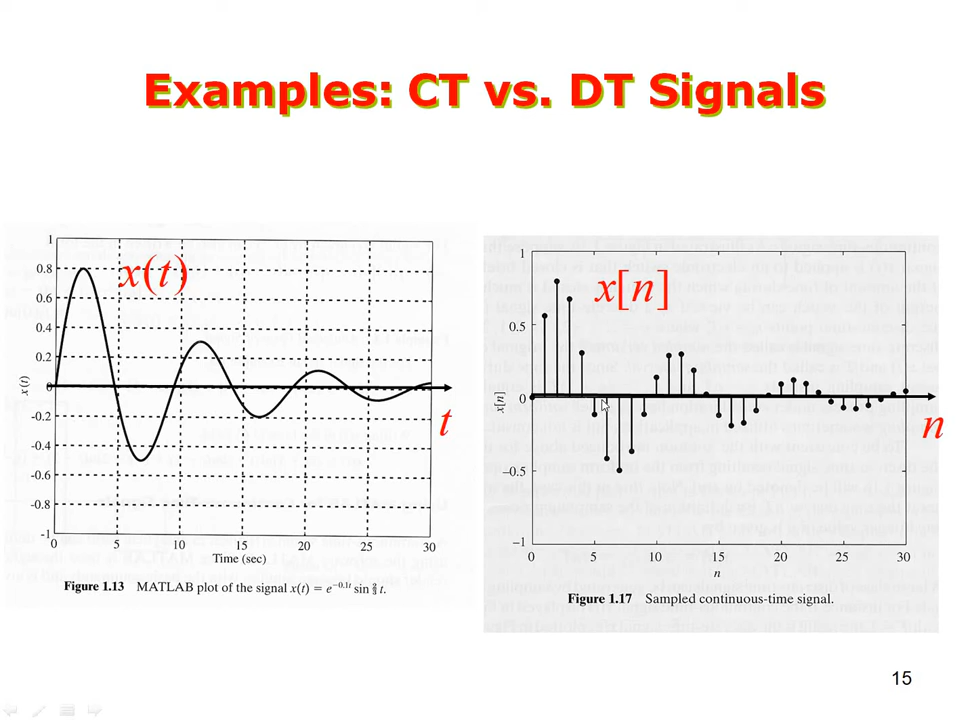 Examples: CT vs. DT Signals
x(t)
1
0.8
0.6
0.4
0.2
0
-0.2
-0.4
-0.6
-0.8
-1
x(t)
t
0
5
10
15
20
25
30
Time (sec)
Figure 1.13 MATLAB plot of the signal x(t) = e^{−0.1t} sin ⅔ t.
x[n]
1
0.5
0
−0.5
−1
x[n]
n
0
5
10
15
20
25
30
n
Figure 1.17 Sampled continuous-time signal.
15